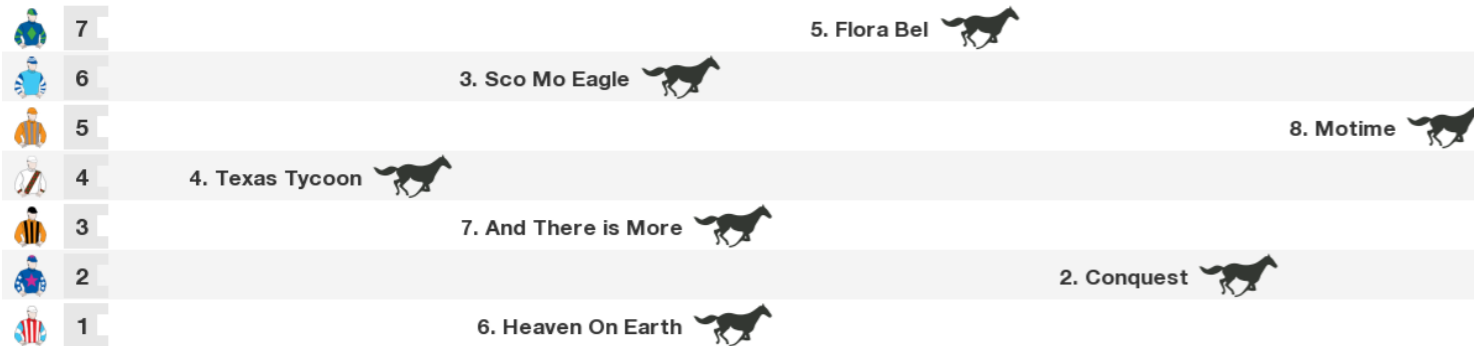 7 5. Flora Bel
6 3. Sco Mo Eagle
5 8. Motime
4 4. Texas Tycoon
3 7. And There is More
2 2. Conquest
1 6. Heaven On Earth